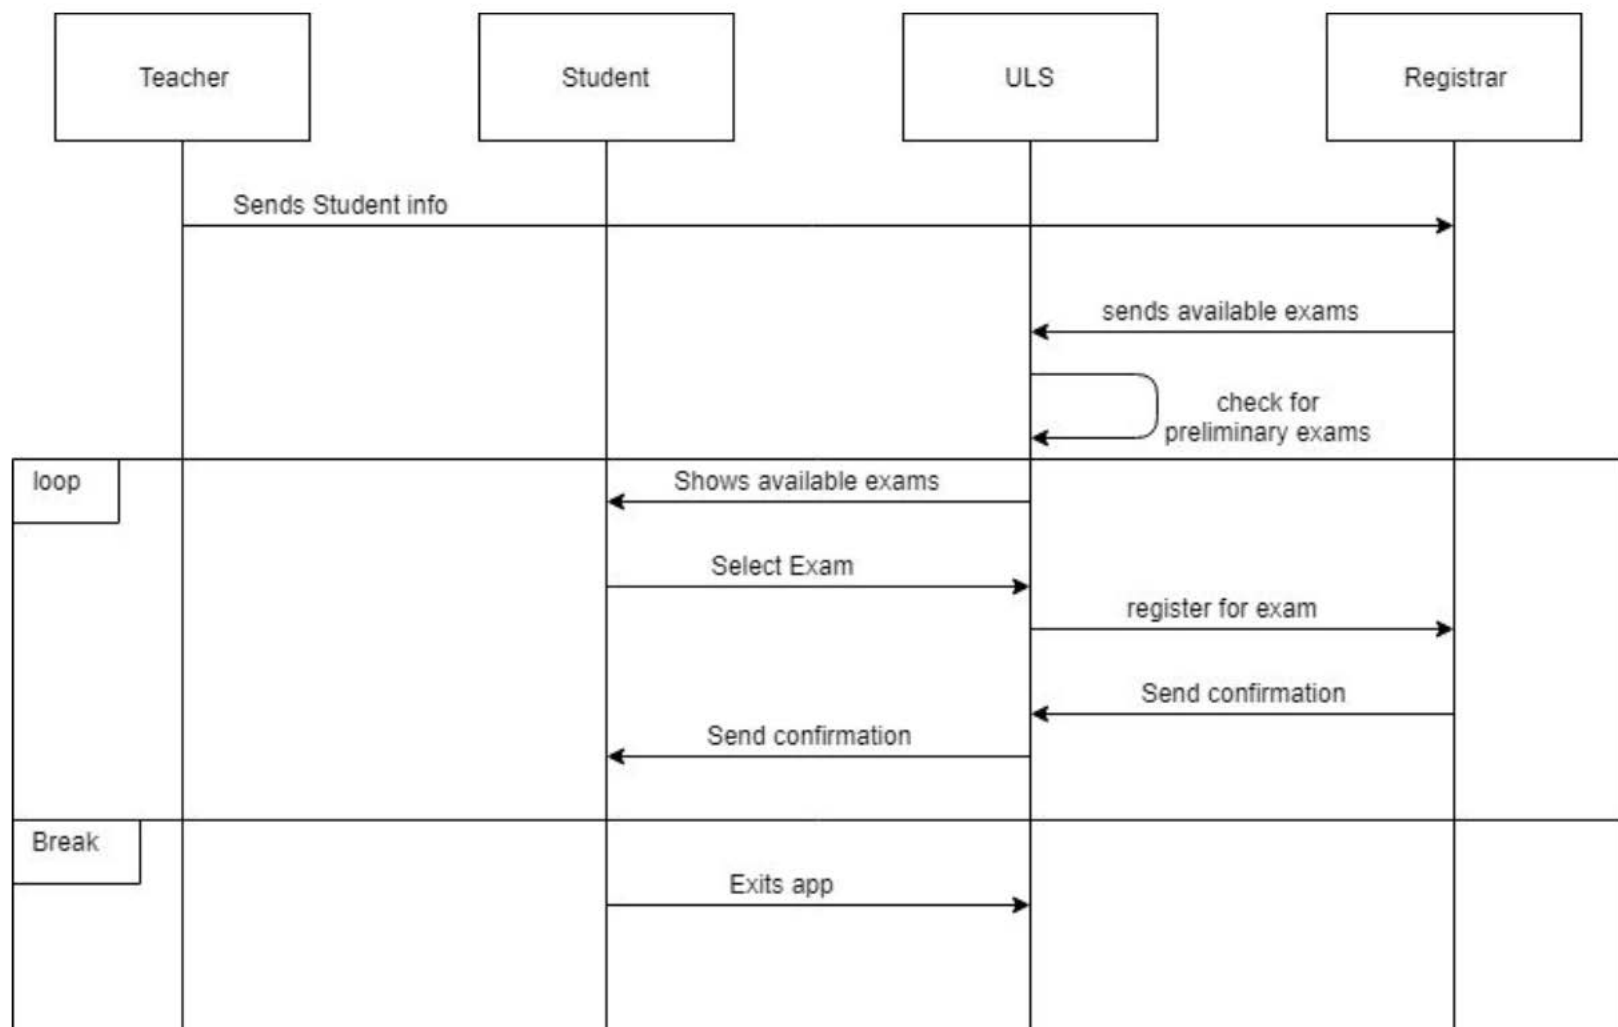 Teacher
Student
ULS
Registrar
Sends Student info
sends available exams
check for
preliminary exams
loop
Shows available exams
Select Exam
register for exam
Send confirmation
Send confirmation
Break
Exits app